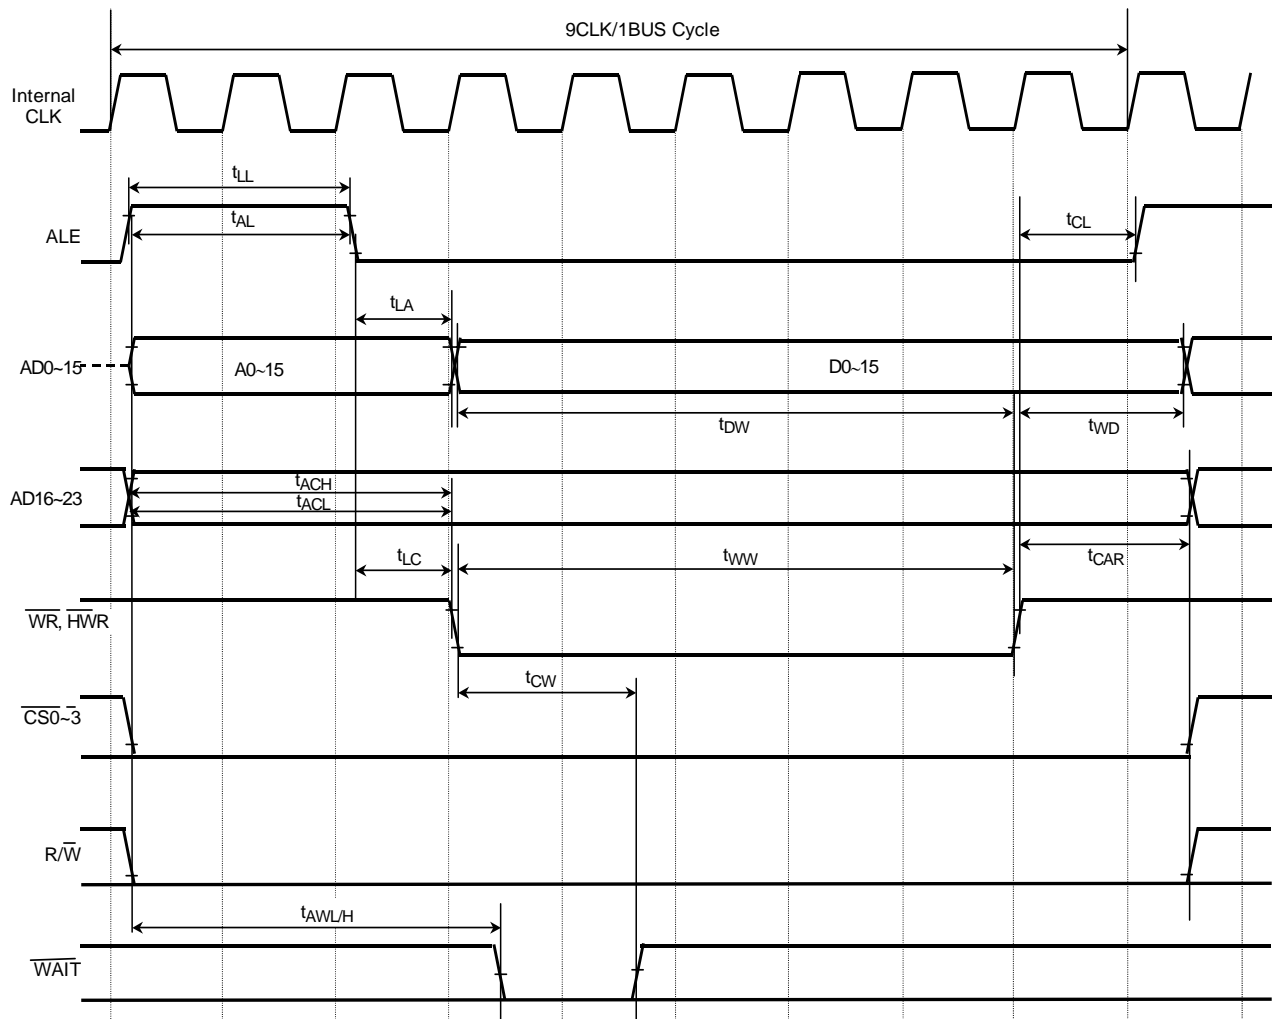 9CLK/1BUS Cycle
Internal
CLK
tLL
tAL
tCL
ALE
tLA
AD0~15
A0~15
D0~15
tDW
tWD
tACH
AD16~23
tACL
tLC
tWW
tCAR
WR, HWR
tCW
CS0~3
R/W
tAWL/H
WAIT